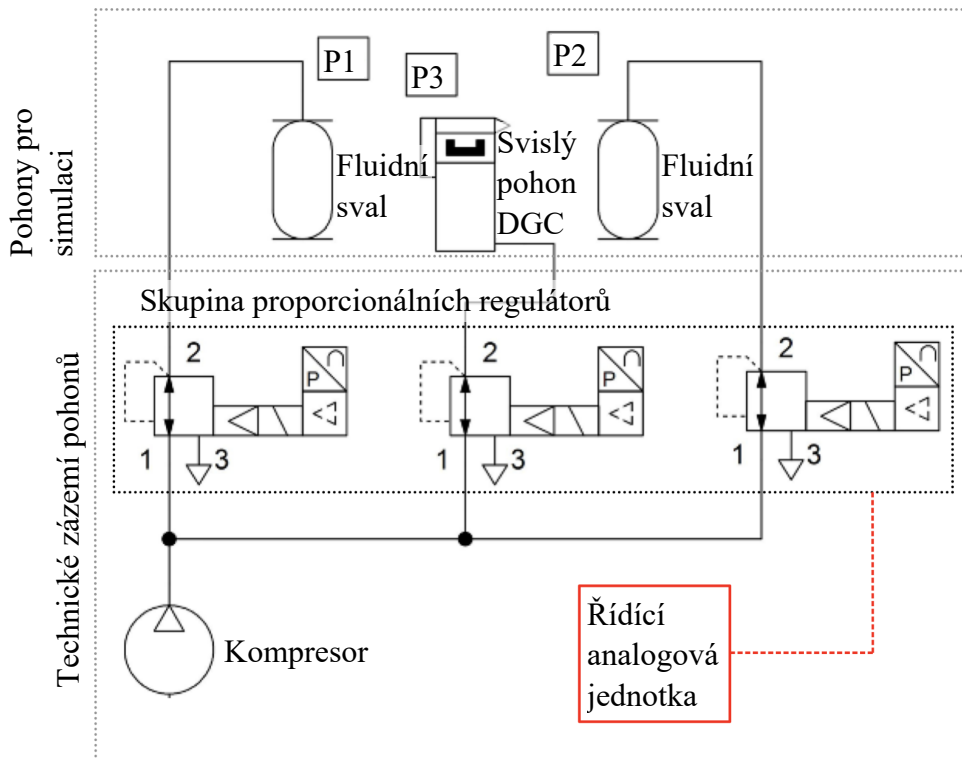 Pohony pro
simulaci
P1
P3
P2
Fluidní
sval
Svislý
pohon
DGC
Fluidní
sval
Technické zázemí pohonů
Skupina proporcionálních regulátorů
2
P
1
3
2
P
1
3
2
P
1
3
Kompresor
Řídící
analogová
jednotka